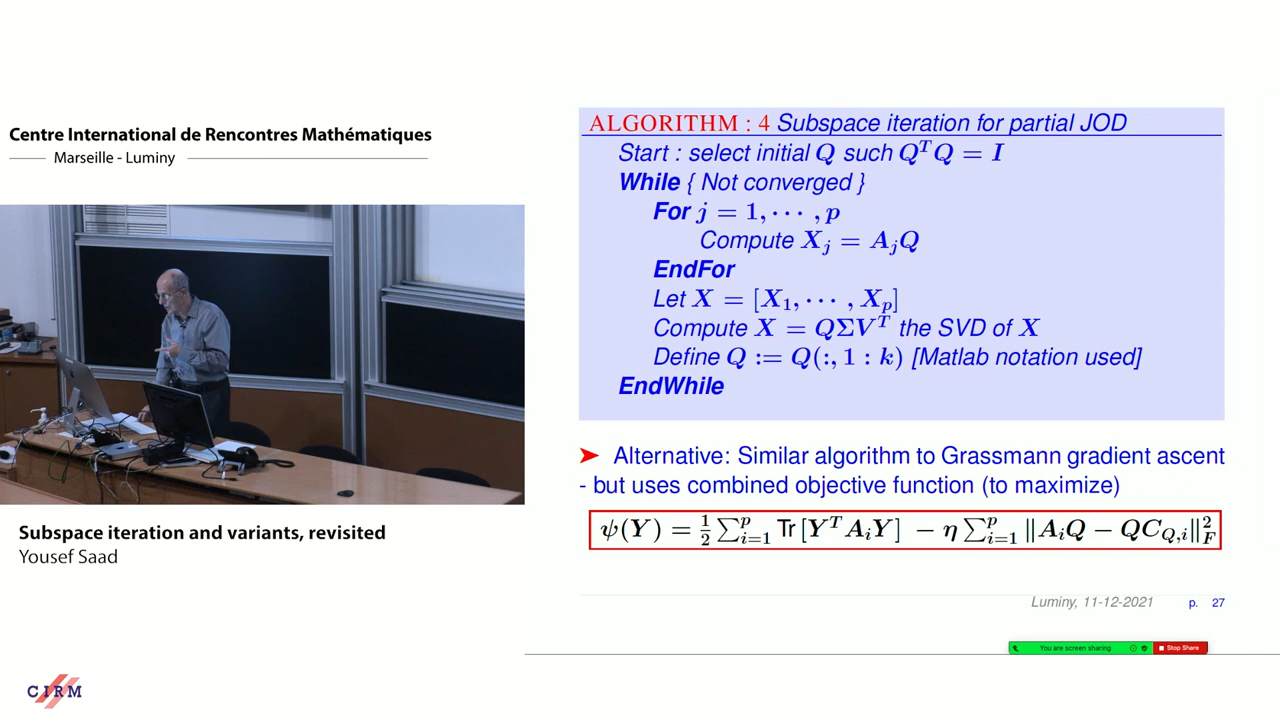 Centre International de Rencontres Mathématiques
Marseille - Luminy
Subspace iteration and variants, revisited
Yousef Saad
CIRM
ALGORITHM : 4 Subspace iteration for partial JOD
Start : select initial Q such Q^T Q = I
While { Not converged }
For j = 1, ⋯ , p
Compute X_j = A_j Q
EndFor
Let X = [X_1, ⋯ , X_p]
Compute X = QΣV^T the SVD of X
Define Q := Q(:, 1 : k) [Matlab notation used]
EndWhile
➤ Alternative: Similar algorithm to Grassmann gradient ascent
- but uses combined objective function (to maximize)
ψ(Y) = 1/2 ∑_{i=1}^p Tr [Y^T A_i Y] − η ∑_{i=1}^p ‖A_i Q − QC_{Q,i}‖_F^2
Luminy, 11-12-2021 p. 27
You are screen sharing Stop Share